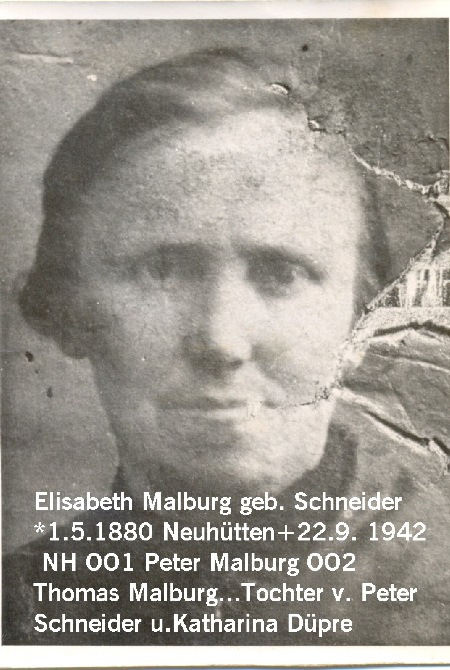 Elisabeth Malburg geb. Schneider
*1.5.1880 Neuhütten+22.9. 1942
NH OO1 Peter Malburg OO2
Thomas Malburg...Tochter v. Peter
Schneider u.Katharina Düpre